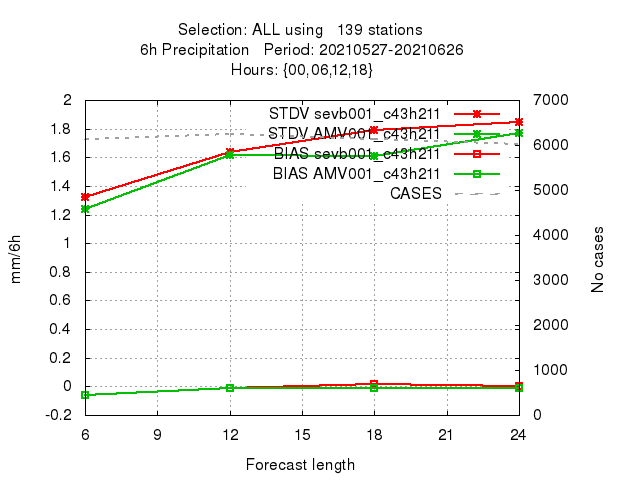 Selection: ALL using 139 stations
6h Precipitation Period: 20210527-20210626
Hours: {00,06,12,18}
2
1.8
1.6
1.4
1.2
1
0.8
0.6
0.4
0.2
0
-0.2
mm/6h
STDV sevb001_c43h211
STDV AMV001_c43h211
BIAS sevb001_c43h211
BIAS AMV001_c43h211
CASES
7000
6000
5000
4000
3000
2000
1000
0
No cases
6 9 12 15 18 21 24
Forecast length